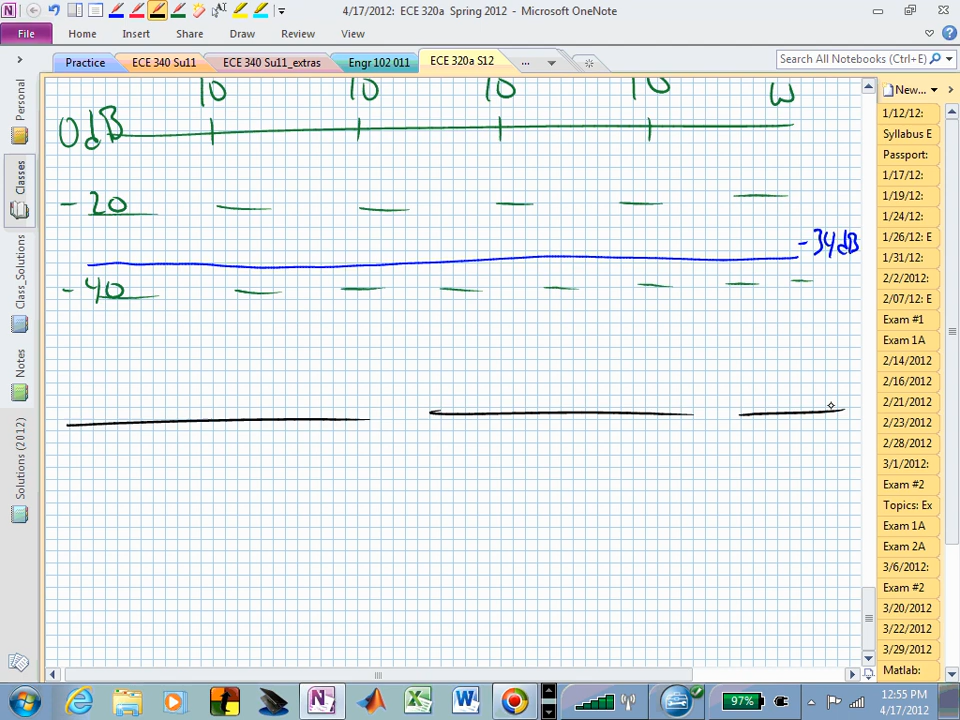 4/17/2012: ECE 320a Spring 2012 - Microsoft OneNote
File Home Insert Share Draw Review View
Practice ECE 340 Su11 ECE 340 Su11_extras Engr 102 011 ECE 320a S12 ... Search All Notebooks (Ctrl+E)
Personal
Classes
Class_Solutions
Notes
Solutions (2012)
10 10 10 10 ω
0dB
-20
-34dB
-40
New...
1/12/12:
Syllabus E
Passport:
1/17/12:
1/19/12:
1/24/12:
1/26/12: E
1/31/12:
2/2/2012:
2/07/12: E
Exam #1
Exam 1A
2/14/2012
2/16/2012
2/21/2012
2/23/2012
2/28/2012
3/1/2012:
Exam #2
Topics: Ex
Exam 1A
Exam 2A
3/6/2012:
Exam #2
3/20/2012
3/22/2012
3/29/2012
Matlab:
97%
12:55 PM
4/17/2012